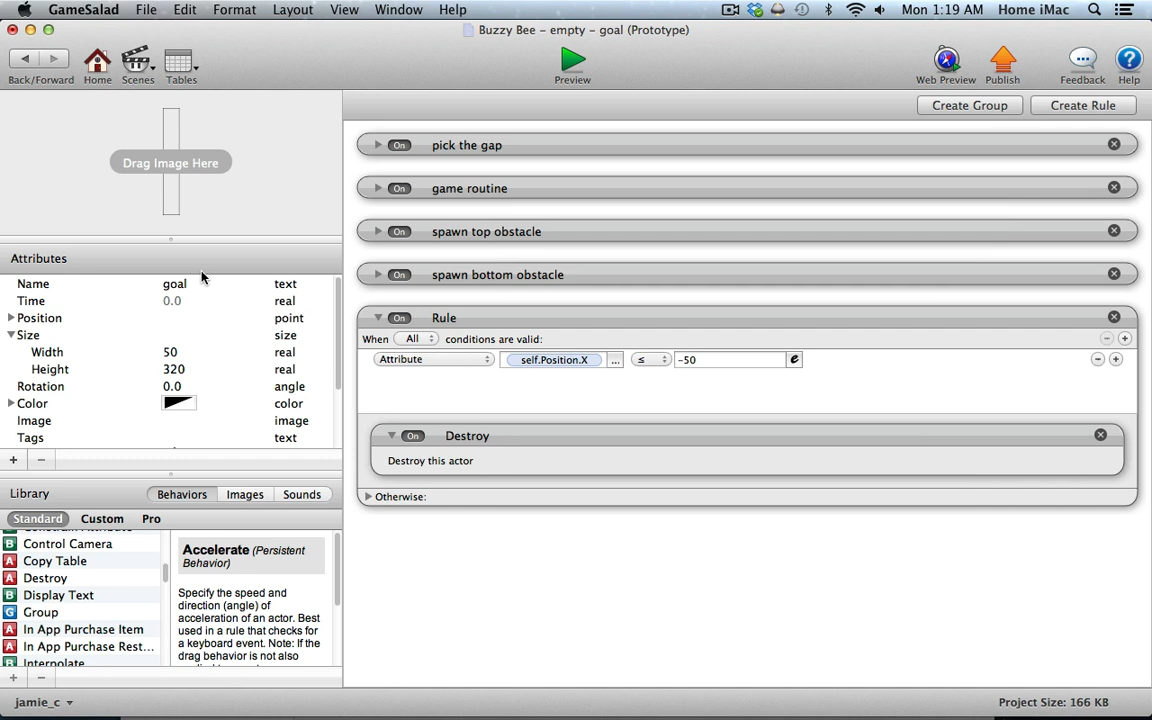 GameSalad File Edit Format Layout View Window Help Mon 1:19 AM Home iMac
Buzzy Bee - empty - goal (Prototype)
Back/Forward Home Scenes Tables Preview Web Preview Publish Feedback Help
Create Group Create Rule
Drag Image Here
On pick the gap
On game routine
On spawn top obstacle
On spawn bottom obstacle
On Rule
When All conditions are valid:
Attribute self.Position.X ... ≤ -50 e
On Destroy
Destroy this actor
Otherwise:
Attributes
Name goal text
Time 0.0 real
Position point
Size size
Width 50 real
Height 320 real
Rotation 0.0 angle
Color color
Image image
Tags text
+ −
Library Behaviors Images Sounds
Standard Custom Pro
B Control Camera
A Copy Table
A Destroy
B Display Text
G Group
A In App Purchase Item
A In App Purchase Rest...
B Interpolate
Accelerate (Persistent
Behavior)
Specify the speed and
direction (angle) of
acceleration of an actor. Best
used in a rule that checks for
a keyboard event. Note: If the
drag behavior is not also
+ −
jamie_c Project Size: 166 KB